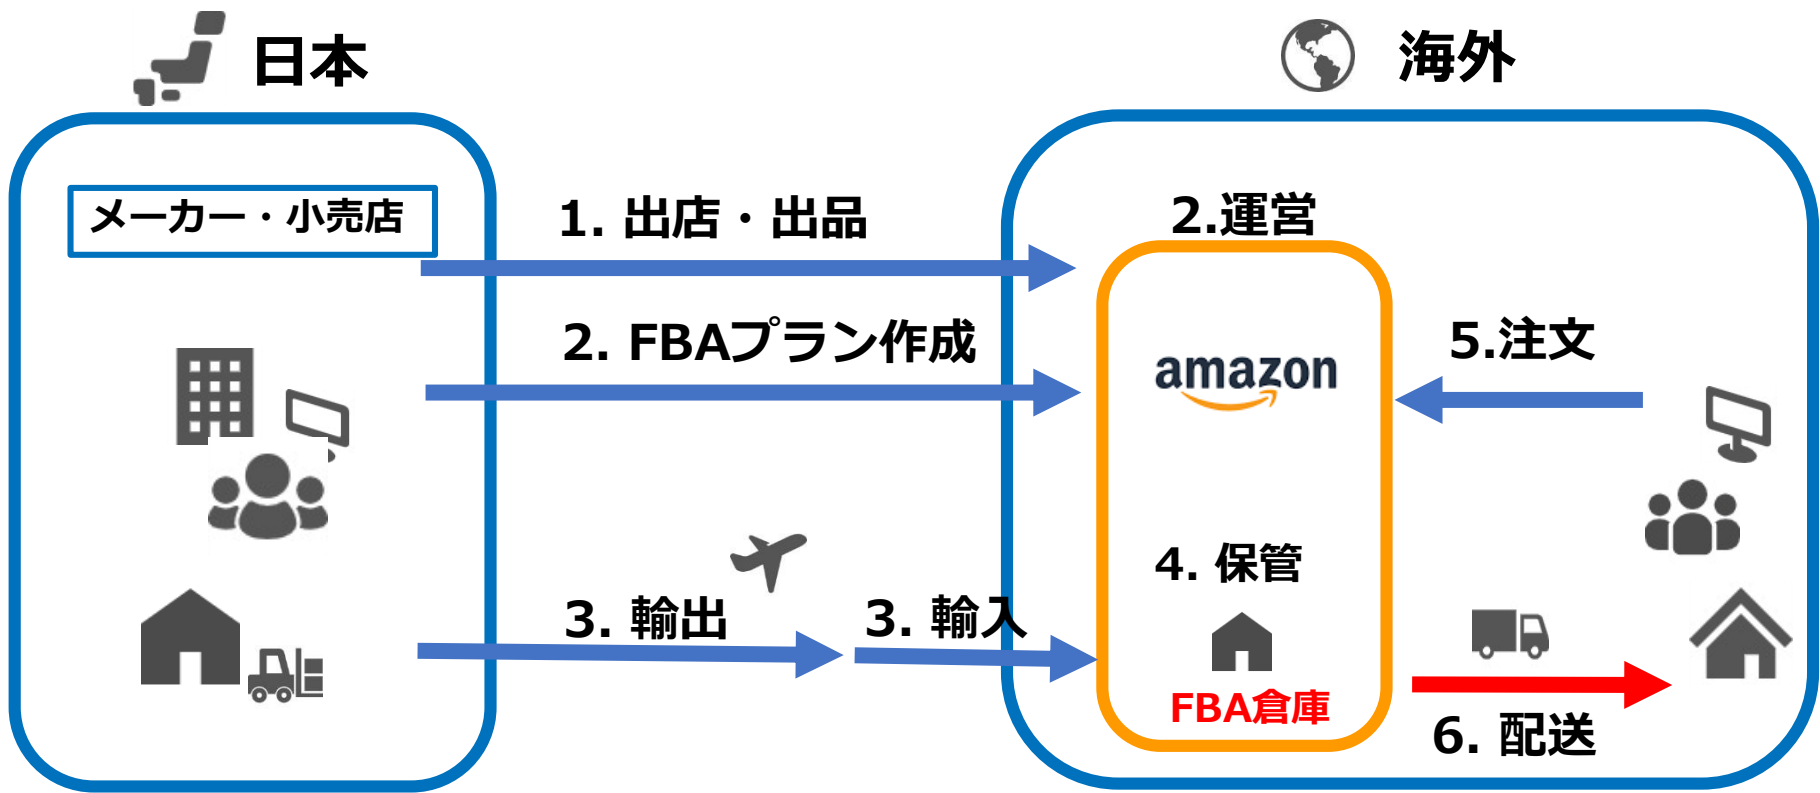 日本
海外
メーカー・小売店
1. 出店・出品
2.運営
2. FBAプラン作成
5.注文
amazon
4. 保管
3. 輸出
3. 輸入
FBA倉庫
6. 配送